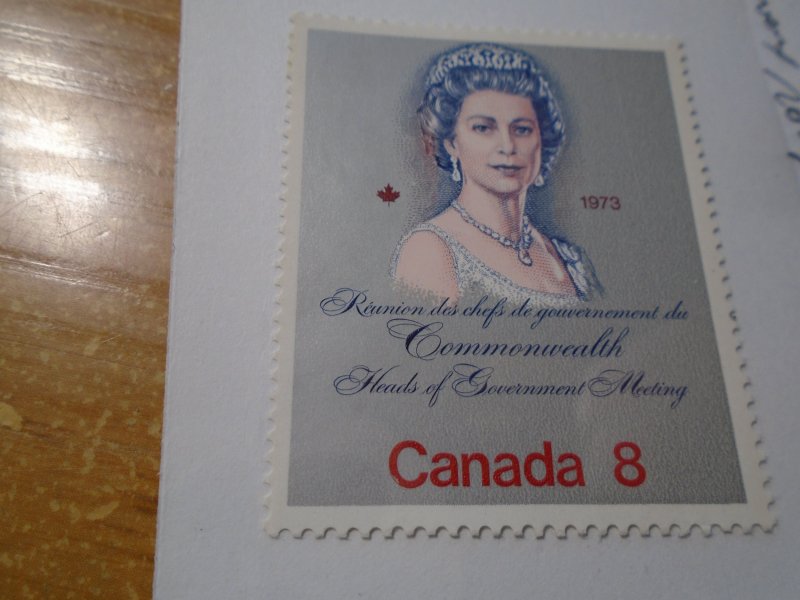 1973
Réunion des chefs de gouvernement du
Commonwealth
Heads of Government Meeting
Canada 8